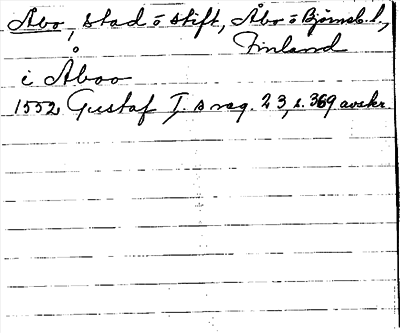 Åbo, stad o stift, Åbo o Björneb. l.,
Finland
i Åboo
1552 Gustaf I. s reg. 23, s. 369 avskr.